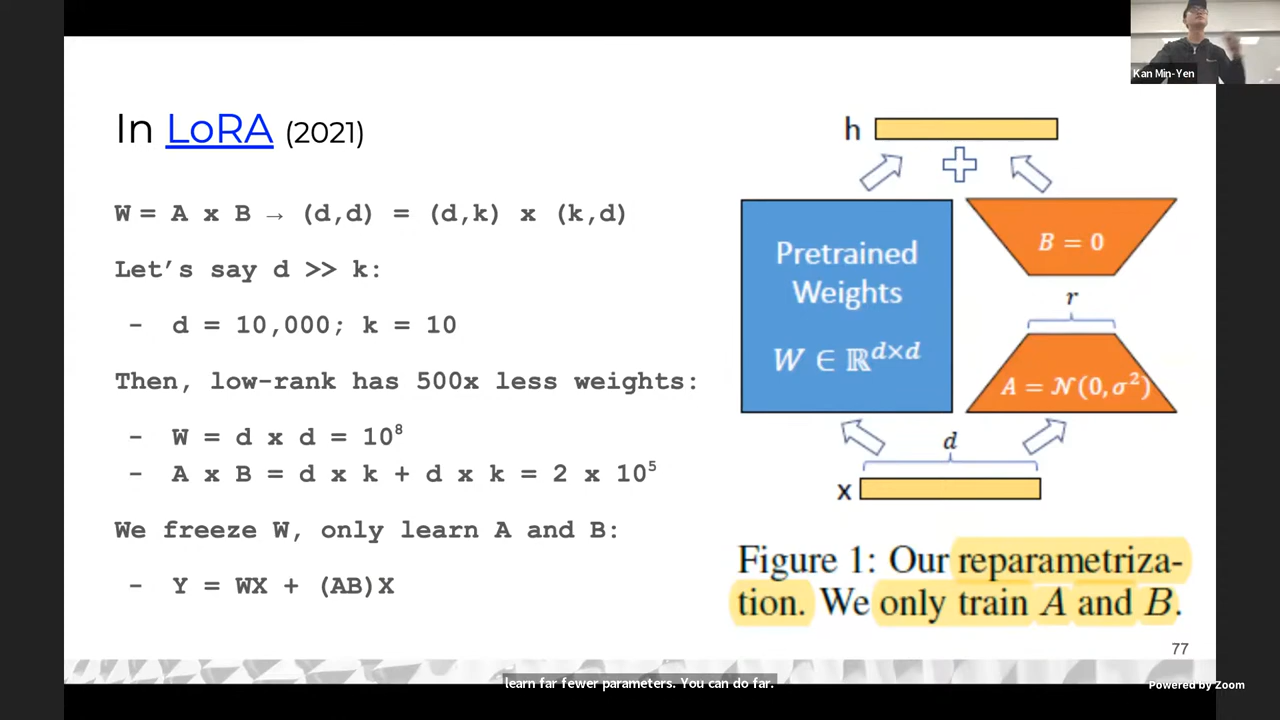 Kan Min-Yen
In LoRA (2021)
W = A x B → (d,d) = (d,k) x (k,d)
Let's say d >> k:
- d = 10,000; k = 10
Then, low-rank has 500x less weights:
- W = d x d = 10⁸
- A x B = d x k + d x k = 2 x 10⁵
We freeze W, only learn A and B:
- Y = WX + (AB)X
h
Pretrained
Weights
W ∈ ℝᵈˣᵈ
B = 0
r
A = 𝒩(0, σ²)
d
x
Figure 1: Our reparametriza-
tion. We only train A and B.
77
learn far fewer parameters. You can do far.
Powered by Zoom